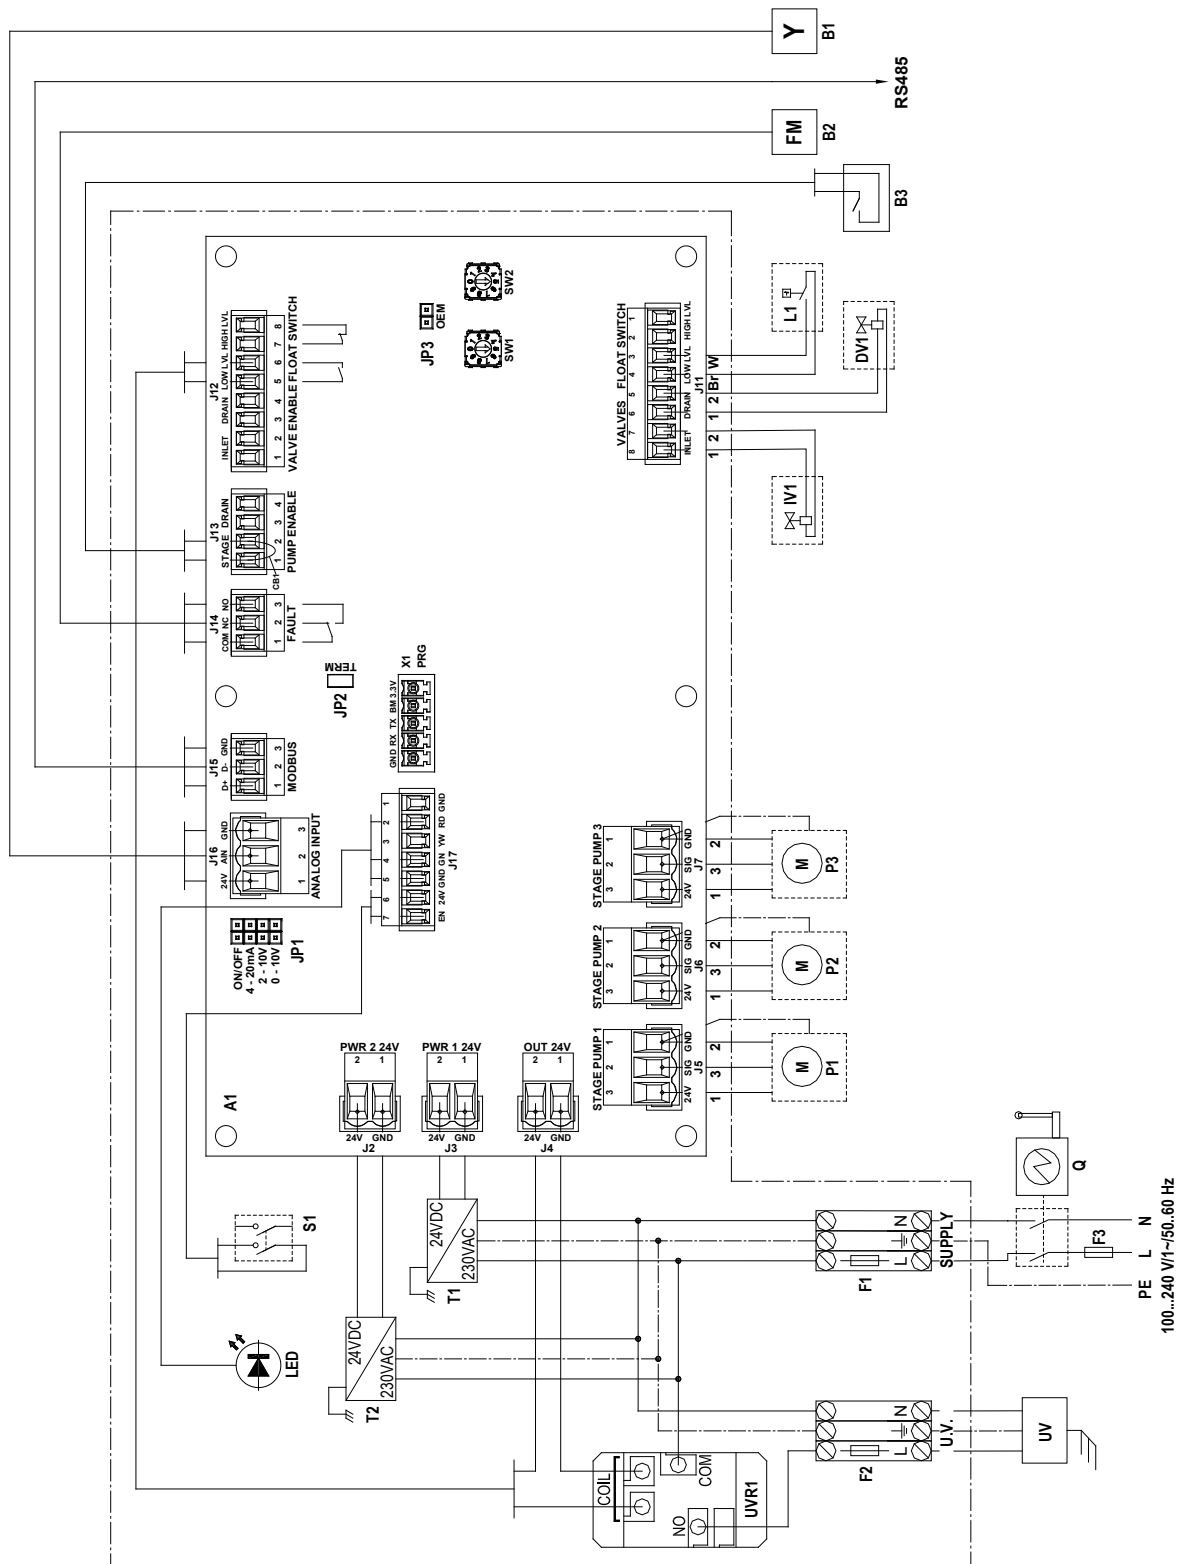 Y
B1
RS485
FM
B2
B3
J12
INLET DRAIN LOW LVL HIGH LVL
1 2 3 4 5 6 7 8
VALVE ENABLE FLOAT SWITCH
J13
STAGE DRAIN
1 2 3 4
PUMP ENABLE
CB1
J14
COM NC NO
1 2 3
FAULT
JP2
TERM
J15
D+ D- GND
1 2 3
MODBUS
J16
24V AIN GND
1 2 3
ANALOG INPUT
ON/OFF
4 - 20mA
2 - 10V
0 - 10V
JP1
JP3
OEM
SW1
SW2
X1
PRG
GND RX TX BM 3.3V
7 6 5 4 3 2 1
EN 24V GND GN YW RD GND
J17
VALVES FLOAT SWITCH
8 7 6 5 4 3 2 1
INLET DRAIN LOW LVL HIGH LVL
J11
1 2 1 2 Br W
L1
DV1
IV1
STAGE PUMP 3
3 2 1
24V SIG GND
J7
1 3 2
M
P3
STAGE PUMP 2
3 2 1
24V SIG GND
J6
1 3 2
M
P2
STAGE PUMP 1
3 2 1
24V SIG GND
J5
1 3 2
M
P1
A1
PWR 2 24V
2 1
24V GND
J2
PWR 1 24V
2 1
24V GND
J3
OUT 24V
2 1
24V GND
J4
S1
LED
24VDC
230VAC
T1
24VDC
230VAC
T2
F1
L N
SUPPLY
Q
F3
PE L N
100...240 V/1~/50..60 Hz
F2
L N
U.V.
UV
COIL
COM
NO
UVR1